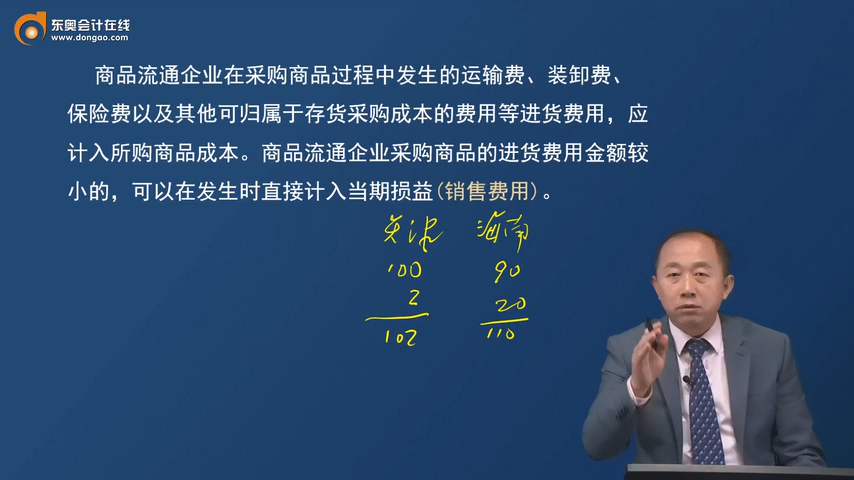 东奥会计在线
www.dongao.com
商品流通企业在采购商品过程中发生的运输费、装卸费、
保险费以及其他可归属于存货采购成本的费用等进货费用，应
计入所购商品成本。商品流通企业采购商品的进货费用金额较
小的，可以在发生时直接计入当期损益(销售费用)。
天津 海南
100 90
2 20
102 110